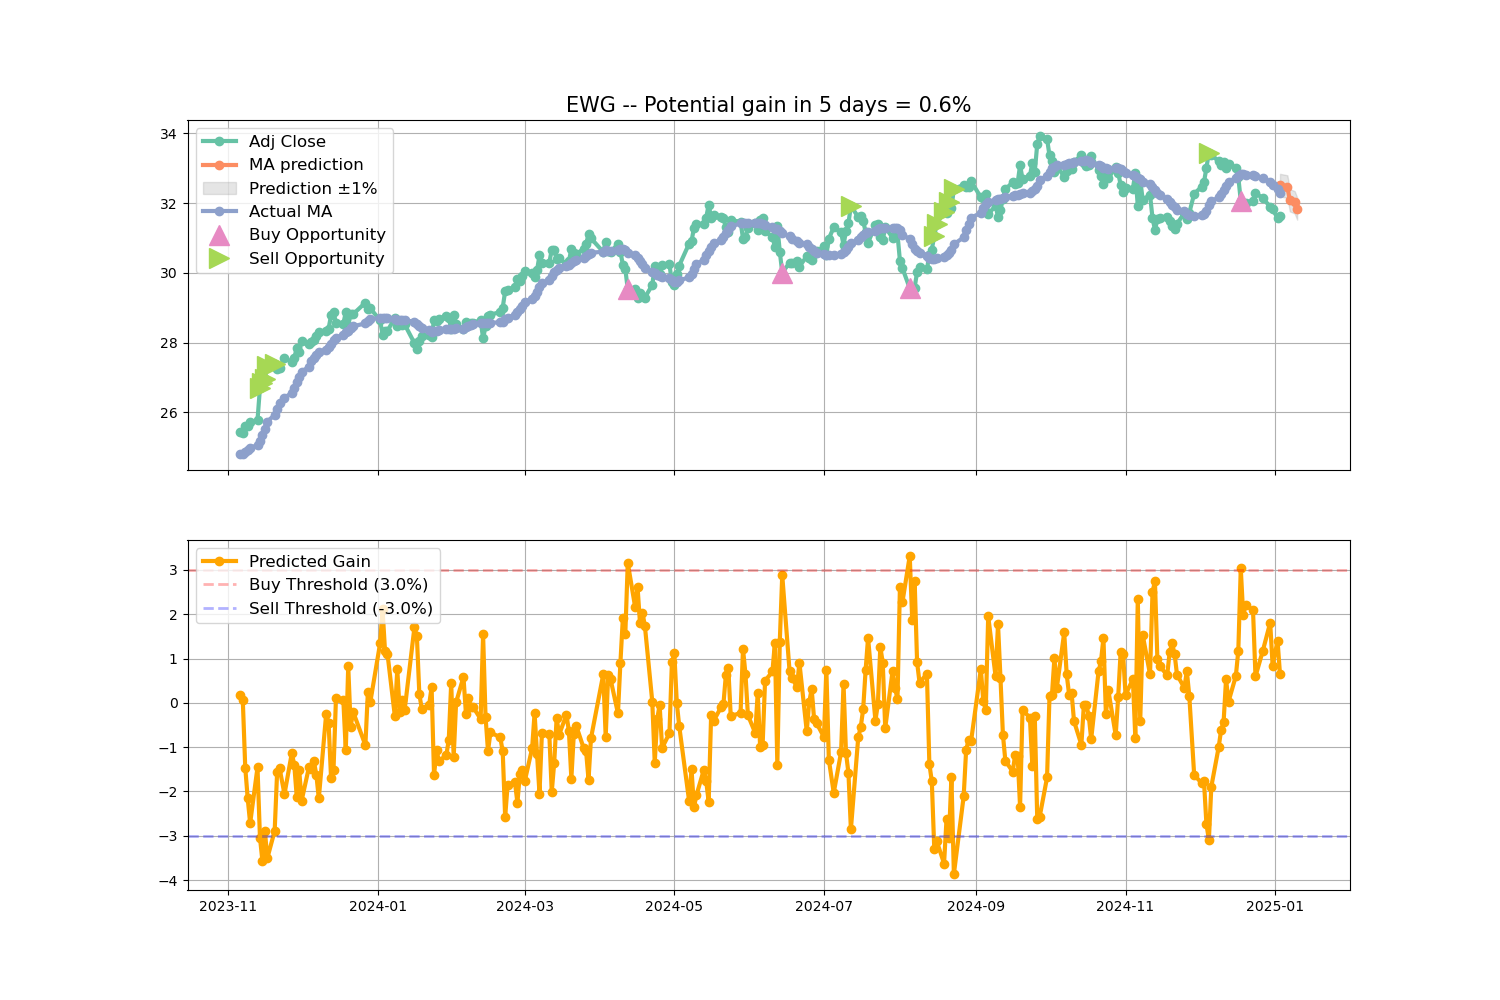 EWG -- Potential gain in 5 days = 0.6%
34
32
30
28
26
Adj Close
MA prediction
Prediction ±1%
Actual MA
Buy Opportunity
Sell Opportunity
3
2
1
0
−1
−2
−3
−4
Predicted Gain
Buy Threshold (3.0%)
Sell Threshold (-3.0%)
2023-11
2024-01
2024-03
2024-05
2024-07
2024-09
2024-11
2025-01